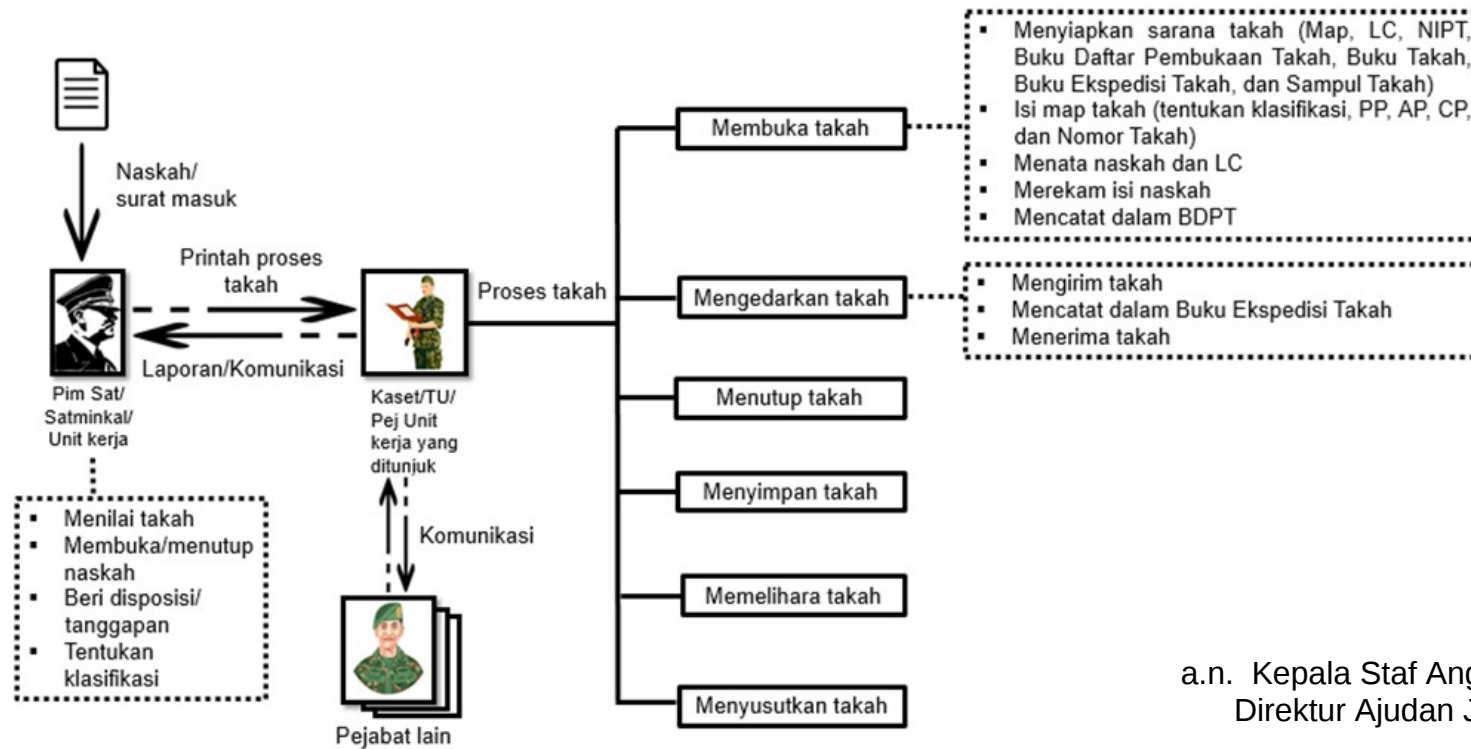 Naskah/
surat masuk
Printah proses
takah
Laporan/Komunikasi
Pim Sat/
Satminkal/
Unit kerja
▪ Menilai takah
▪ Membuka/menutup
naskah
▪ Beri disposisi/
tanggapan
▪ Tentukan
klasifikasi
Kaset/TU/
Pej Unit
kerja yang
ditunjuk
Komunikasi
Pejabat lain
Proses takah
Membuka takah
▪ Menyiapkan sarana takah (Map, LC, NIPT,
Buku Daftar Pembukaan Takah, Buku Takah,
Buku Ekspedisi Takah, dan Sampul Takah)
▪ Isi map takah (tentukan klasifikasi, PP, AP, CP,
dan Nomor Takah)
▪ Menata naskah dan LC
▪ Merekam isi naskah
▪ Mencatat dalam BDPT
Mengedarkan takah
▪ Mengirim takah
▪ Mencatat dalam Buku Ekspedisi Takah
▪ Menerima takah
Menutup takah
Menyimpan takah
Memelihara takah
Menyusutkan takah
a.n. Kepala Staf Ang
Direktur Ajudan J